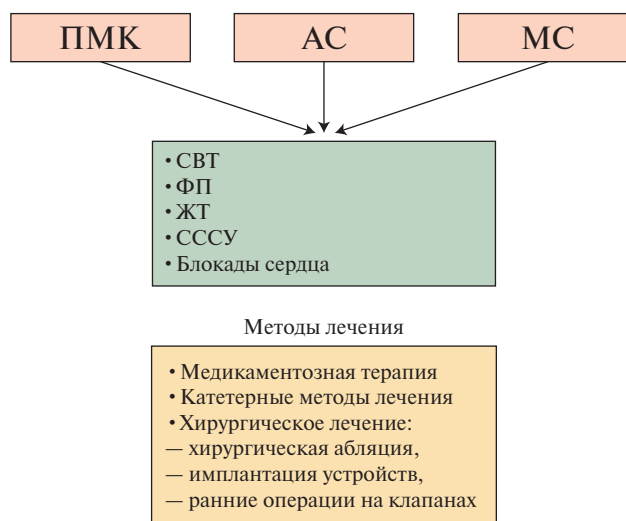 ПМК
АС
МС
• СВТ
• ФП
• ЖТ
• СССУ
• Блокады сердца
Методы лечения
• Медикаментозная терапия
• Катетерные методы лечения
• Хирургическое лечение:
— хирургическая абляция,
— имплантация устройств,
— ранние операции на клапанах